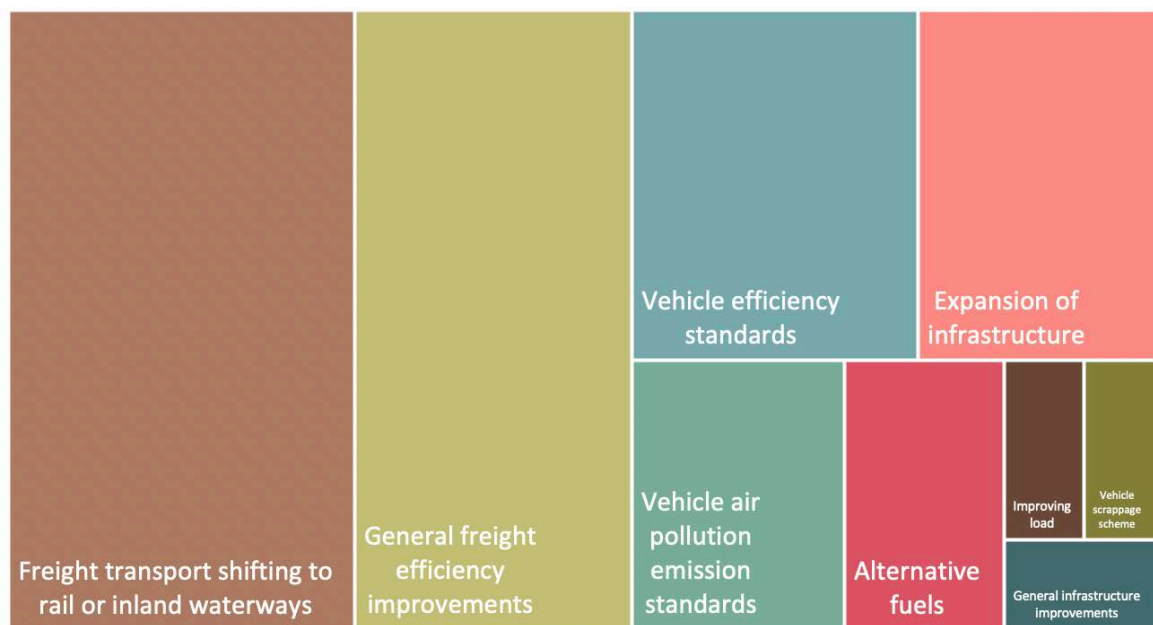 Freight transport shifting to
rail or inland waterways
General freight
efficiency
improvements
Vehicle efficiency
standards
Expansion of
infrastructure
Vehicle air
pollution
emission
standards
Alternative
fuels
Improving
load
Vehicle
scrappage
scheme
General infrastructure
improvements